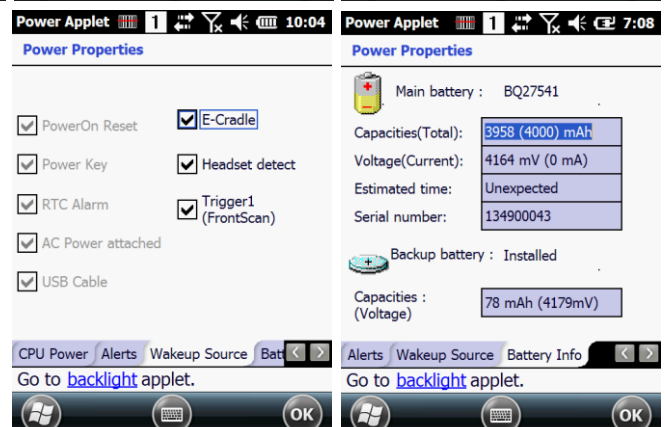 Power Applet 1 10:04
Power Properties
PowerOn Reset
Power Key
RTC Alarm
AC Power attached
USB Cable
E-Cradle
Headset detect
Trigger1
(FrontScan)
CPU Power Alerts Wakeup Source Batt
Go to backlight applet.
OK
Power Applet 1 7:08
Power Properties
Main battery : BQ27541
Capacities(Total): 3958 (4000) mAh
Voltage(Current): 4164 mV (0 mA)
Estimated time: Unexpected
Serial number: 134900043
Backup battery : Installed
Capacities :
(Voltage)
78 mAh (4179mV)
Alerts Wakeup Source Battery Info
Go to backlight applet.
OK